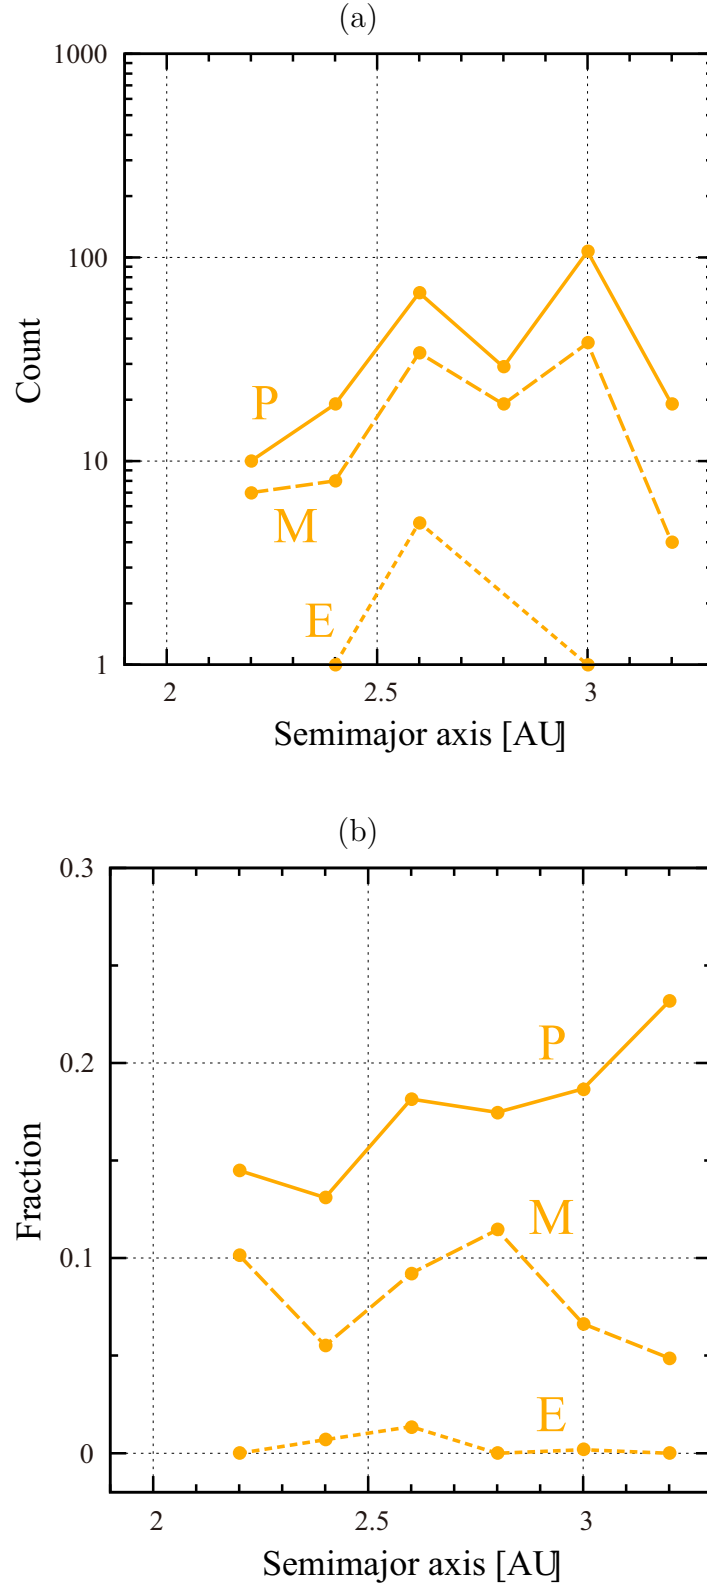 (a)
1000
100
10
1
Count
P
M
E
2
2.5
3
Semimajor axis [AU]
(b)
0.3
0.2
0.1
0
Fraction
P
M
E
2
2.5
3
Semimajor axis [AU]